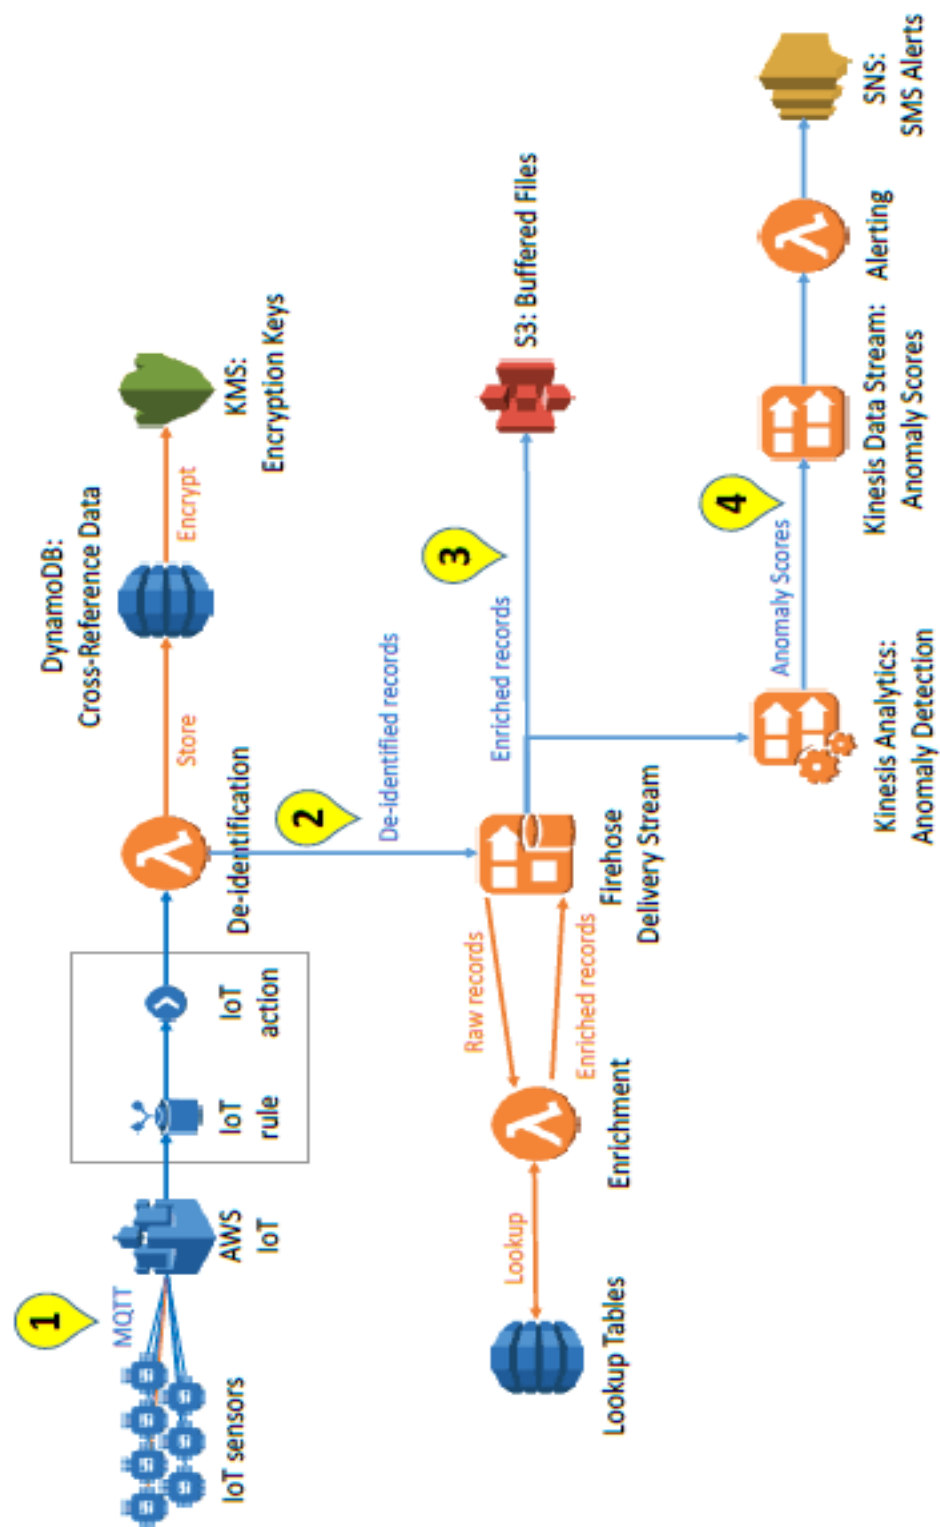 1
MQTT
IoT sensors
AWS
IoT
IoT
rule
IoT
action
De-identification
Store
DynamoDB:
Cross-Reference Data
Encrypt
KMS:
Encryption Keys
2
De-identified records
Lookup Tables
Lookup
Enrichment
Raw records
Enriched records
Firehose
Delivery Stream
Enriched records
3
S3: Buffered Files
Kinesis Analytics:
Anomaly Detection
Anomaly Scores
4
Kinesis Data Stream:
Anomaly Scores
Alerting
SNS:
SMS Alerts